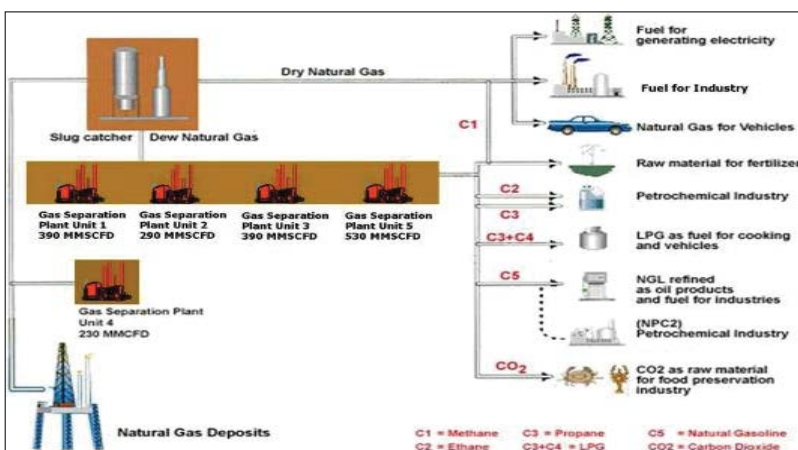 Fuel for
generating electricity
Dry Natural Gas
Fuel for Industry
C1
Slug catcher
Dew Natural Gas
Natural Gas for Vehicles
Raw material for fertilizer
C2
Petrochemical Industry
C3
Gas Separation
Plant Unit 1
390 MMSCFD
Gas Separation
Plant Unit 2
290 MMSCFD
Gas Separation
Plant Unit 3
390 MMSCFD
Gas Separation
Plant Unit 5
530 MMSCFD
C3+C4
LPG as fuel for cooking
and vehicles
C5
NGL refined
as oil products
and fuel for industries
Gas Separation Plant
Unit 4
230 MMCFD
(NPC2)
Petrochemical Industry
CO2
CO2 as raw material
for food preservation
industry
Natural Gas Deposits
C1 = Methane
C3 = Propane
C5 = Natural Gasoline
C2 = Ethane
C3+C4 = LPG
CO2 = Carbon Dioxide